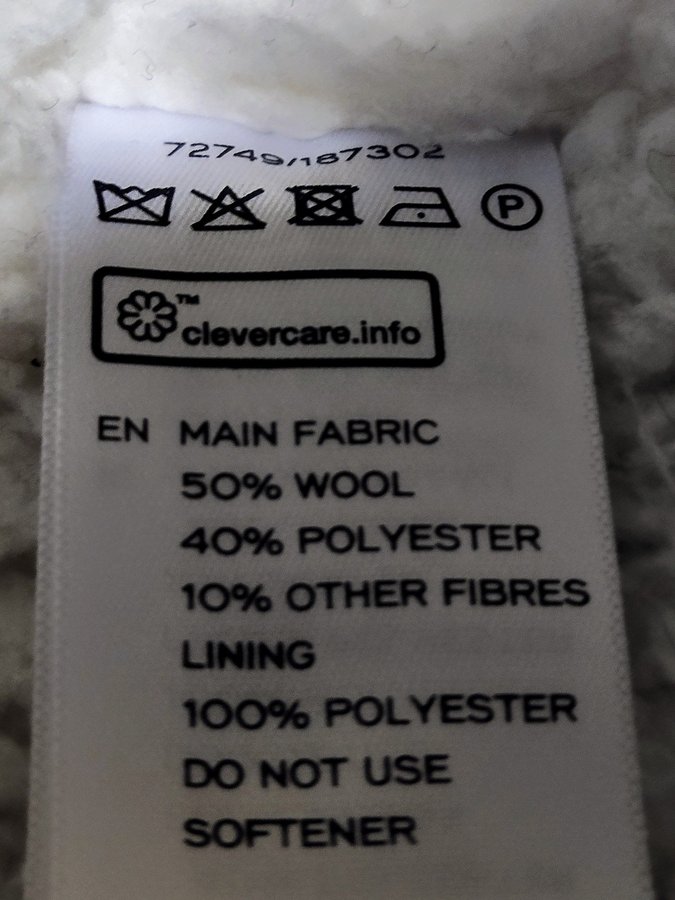 72749/187302
P
TM
clevercare.info
EN MAIN FABRIC
50% WOOL
40% POLYESTER
10% OTHER FIBRES
LINING
100% POLYESTER
DO NOT USE
SOFTENER